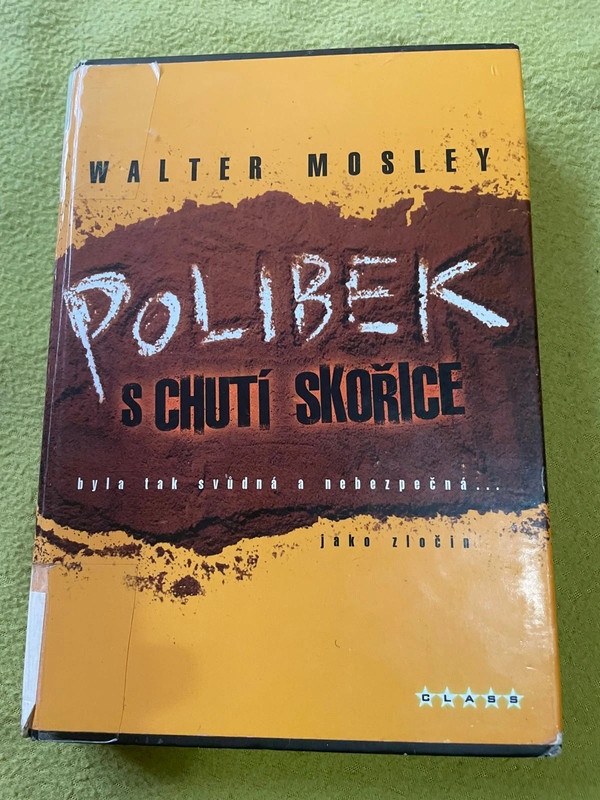 WALTER MOSLEY
POLIBEK
S CHUTÍ SKOŘICE
byla tak svůdná a nebezpečná...
jako zločin
CLASS